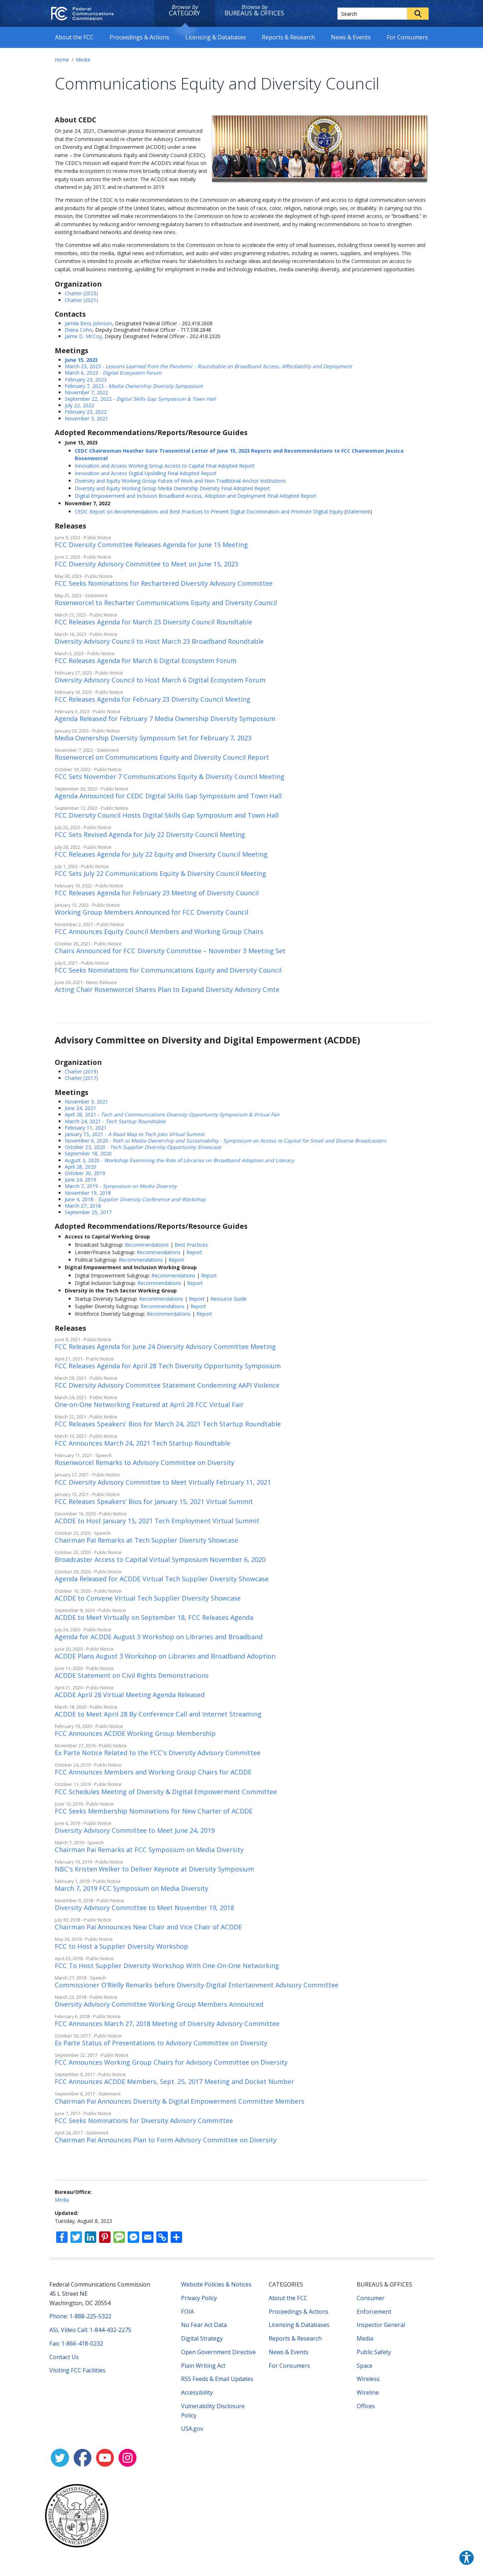 Federal Communications Commission
Browse by CATEGORY
Browse by BUREAUS & OFFICES
Search
About the FCC
Proceedings & Actions
Licensing & Databases
Reports & Research
News & Events
For Consumers
Home / Media
Communications Equity and Diversity Council
About CEDC
On June 24, 2021, Chairwoman Jessica Rosenworcel announced
that the Commission would re-charter the Advisory Committee
on Diversity and Digital Empowerment (ACDDE) under a new
name – the Communications Equity and Diversity Council (CEDC).
The CEDC's mission will expand from the ACDDE's initial focus on
the media ecosystem to review more broadly critical diversity and
equity issues across the tech sector. The ACDDE was initially
chartered in July 2017, and re-chartered in 2019.
The mission of the CEDC is to make recommendations to the Commission on advancing equity in the provision of and access to digital communication services and
products for all people of the United States, without discrimination on the basis of race, color, religion, national origin, sex, or disability. In carrying out this
mission, the Committee will make recommendations to the Commission to accelerate the deployment of high-speed Internet access, or "broadband," by reviewing
ways of eliminating and/or removing regulatory barriers to infrastructure and investment, and by making recommendations on how to strengthen existing
broadband networks and develop communities currently without such networks.
The Committee will also make recommendations to the Commission on how to accelerate the entry of small businesses, including those owned by women and
minorities, into the media, digital news and information, and audio and video programming industries, including as owners, suppliers, and employees. The
Committee is intended to provide an effective means for stakeholders to exchange ideas and develop recommendations for the Commission on media ownership,
small business matters, upskilling for employment in the media and technology industries, media ownership diversity, and procurement opportunities.
Organization
Charter (2023)
Charter (2021)
Contacts
Jamila Bess Johnson, Designated Federal Officer - 202.418.2608
Diana Coho, Deputy Designated Federal Officer - 717.338.2848
Jaime D. McCoy, Deputy Designated Federal Officer - 202.418.2320
Meetings
June 15, 2023
March 23, 2023 - Lessons Learned from the Pandemic - Roundtable on Broadband Access, Affordability and Deployment
March 6, 2023 - Digital Ecosystem Forum
February 23, 2023
February 7, 2023 - Media Ownership Diversity Symposium
November 7, 2022
September 22, 2022 - Digital Skills Gap Symposium & Town Hall
July 22, 2022
February 23, 2022
November 3, 2021
Adopted Recommendations/Reports/Resource Guides
June 15, 2023
CEDC Chairwoman Heather Gate Transmittal Letter of June 15, 2023 Reports and Recommendations to FCC Chairwoman Jessica
Rosenworcel
Innovation and Access Working Group Access to Capital Final Adopted Report
Innovation and Access Digital Upskilling Final Adopted Report
Diversity and Equity Working Group Future of Work and Non-Traditional Anchor Institutions
Diversity and Equity Working Group Media Ownership Diversity Final Adopted Report
Digital Empowerment and Inclusion Broadband Access, Adoption and Deployment Final Adopted Report
November 7, 2022
CEDC Report on Recommendations and Best Practices to Prevent Digital Discrimination and Promote Digital Equity (Statement)
Releases
June 9, 2023 - Public Notice
FCC Diversity Committee Releases Agenda for June 15 Meeting
June 2, 2023 - Public Notice
FCC Diversity Advisory Committee to Meet on June 15, 2023
May 30, 2023 - Public Notice
FCC Seeks Nominations for Rechartered Diversity Advisory Committee
May 25, 2023 - Statement
Rosenworcel to Recharter Communications Equity and Diversity Council
March 21, 2023 - Public Notice
FCC Releases Agenda for March 23 Diversity Council Roundtable
March 16, 2023 - Public Notice
Diversity Advisory Council to Host March 23 Broadband Roundtable
March 3, 2023 - Public Notice
FCC Releases Agenda for March 6 Digital Ecosystem Forum
February 27, 2023 - Public Notice
Diversity Advisory Council to Host March 6 Digital Ecosystem Forum
February 16, 2023 - Public Notice
FCC Releases Agenda for February 23 Diversity Council Meeting
February 3, 2023 - Public Notice
Agenda Released for February 7 Media Ownership Diversity Symposium
January 20, 2023 - Public Notice
Media Ownership Diversity Symposium Set for February 7, 2023
November 7, 2022 - Statement
Rosenworcel on Communications Equity and Diversity Council Report
October 19, 2022 - Public Notice
FCC Sets November 7 Communications Equity & Diversity Council Meeting
September 20, 2022 - Public Notice
Agenda Announced for CEDC Digital Skills Gap Symposium and Town Hall
September 12, 2022 - Public Notice
FCC Diversity Council Hosts Digital Skills Gap Symposium and Town Hall
July 22, 2022 - Public Notice
FCC Sets Revised Agenda for July 22 Diversity Council Meeting
July 20, 2022 - Public Notice
FCC Releases Agenda for July 22 Equity and Diversity Council Meeting
July 1, 2022 - Public Notice
FCC Sets July 22 Communications Equity & Diversity Council Meeting
February 16, 2022 - Public Notice
FCC Releases Agenda for February 23 Meeting of Diversity Council
January 13, 2022 - Public Notice
Working Group Members Announced for FCC Diversity Council
November 2, 2021 - Public Notice
FCC Announces Equity Council Members and Working Group Chairs
October 20, 2021 - Public Notice
Chairs Announced for FCC Diversity Committee – November 3 Meeting Set
July 6, 2021 - Public Notice
FCC Seeks Nominations for Communications Equity and Diversity Council
June 24, 2021 - News Release
Acting Chair Rosenworcel Shares Plan to Expand Diversity Advisory Cmte
Advisory Committee on Diversity and Digital Empowerment (ACDDE)
Organization
Charter (2019)
Charter (2017)
Meetings
November 3, 2021
June 24, 2021
April 28, 2021 - Tech and Communications Diversity Opportunity Symposium & Virtual Fair
March 24, 2021 - Tech Startup Roundtable
February 11, 2021
January 15, 2021 - A Road Map to Tech Jobs Virtual Summit
November 6, 2020 - Path to Media Ownership and Sustainability - Symposium on Access to Capital for Small and Diverse Broadcasters
October 23, 2020 - Tech Supplier Diversity Opportunity Showcase
September 18, 2020
August 3, 2020 - Workshop Examining the Role of Libraries on Broadband Adoption and Literacy
April 28, 2020
October 30, 2019
June 24, 2019
March 7, 2019 - Symposium on Media Diversity
November 19, 2018
June 4, 2018 - Supplier Diversity Conference and Workshop
March 27, 2018
September 25, 2017
Adopted Recommendations/Reports/Resource Guides
Access to Capital Working Group
Broadcast Subgroup: Recommendations | Best Practices
Lender/Finance Subgroup: Recommendations | Report
Political Subgroup: Recommendations | Report
Digital Empowerment and Inclusion Working Group
Digital Empowerment Subgroup: Recommendations | Report
Digital Inclusion Subgroup: Recommendations | Report
Diversity in the Tech Sector Working Group
Startup Diversity Subgroup: Recommendations | Report | Resource Guide
Supplier Diversity Subgroup: Recommendations | Report
Workforce Diversity Subgroup: Recommendations | Report
Releases
June 8, 2021 - Public Notice
FCC Releases Agenda for June 24 Diversity Advisory Committee Meeting
April 21, 2021 - Public Notice
FCC Releases Agenda for April 28 Tech Diversity Opportunity Symposium
March 29, 2021 - Public Notice
FCC Diversity Advisory Committee Statement Condemning AAPI Violence
March 24, 2021 - Public Notice
One-on-One Networking Featured at April 28 FCC Virtual Fair
March 22, 2021 - Public Notice
FCC Releases Speakers' Bios for March 24, 2021 Tech Startup Roundtable
March 10, 2021 - Public Notice
FCC Announces March 24, 2021 Tech Startup Roundtable
February 11, 2021 - Speech
Rosenworcel Remarks to Advisory Committee on Diversity
January 27, 2021 - Public Notice
FCC Diversity Advisory Committee to Meet Virtually February 11, 2021
January 15, 2021 - Public Notice
FCC Releases Speakers' Bios for January 15, 2021 Virtual Summit
December 16, 2020 - Public Notice
ACDDE to Host January 15, 2021 Tech Employment Virtual Summit
October 23, 2020 - Speech
Chairman Pai Remarks at Tech Supplier Diversity Showcase
October 22, 2020 - Public Notice
Broadcaster Access to Capital Virtual Symposium November 6, 2020
October 20, 2020 - Public Notice
Agenda Released for ACDDE Virtual Tech Supplier Diversity Showcase
October 16, 2020 - Public Notice
ACDDE to Convene Virtual Tech Supplier Diversity Showcase
September 8, 2020 - Public Notice
ACDDE to Meet Virtually on September 18, FCC Releases Agenda
July 24, 2020 - Public Notice
Agenda for ACDDE August 3 Workshop on Libraries and Broadband
June 30, 2020 - Public Notice
ACDDE Plans August 3 Workshop on Libraries and Broadband Adoption
June 11, 2020 - Public Notice
ACDDE Statement on Civil Rights Demonstrations
April 21, 2020 - Public Notice
ACDDE April 28 Virtual Meeting Agenda Released
March 18, 2020 - Public Notice
ACDDE to Meet April 28 By Conference Call and Internet Streaming
February 19, 2020 - Public Notice
FCC Announces ACDDE Working Group Membership
November 27, 2019 - Public Notice
Ex Parte Notice Related to the FCC's Diversity Advisory Committee
October 24, 2019 - Public Notice
FCC Announces Members and Working Group Chairs for ACDDE
October 11, 2019 - Public Notice
FCC Schedules Meeting of Diversity & Digital Empowerment Committee
June 10, 2019 - Public Notice
FCC Seeks Membership Nominations for New Charter of ACDDE
June 6, 2019 - Public Notice
Diversity Advisory Committee to Meet June 24, 2019
March 7, 2019 - Speech
Chairman Pai Remarks at FCC Symposium on Media Diversity
February 19, 2019 - Public Notice
NBC's Kristen Welker to Deliver Keynote at Diversity Symposium
February 1, 2019 - Public Notice
March 7, 2019 FCC Symposium on Media Diversity
November 9, 2018 - Public Notice
Diversity Advisory Committee to Meet November 19, 2018
July 30, 2018 - Public Notice
Chairman Pai Announces New Chair and Vice Chair of ACDDE
May 30, 2018 - Public Notice
FCC to Host a Supplier Diversity Workshop
April 23, 2018 - Public Notice
FCC To Host Supplier Diversity Workshop With One-On-One Networking
March 27, 2018 - Speech
Commissioner O'Rielly Remarks before Diversity-Digital Entertainment Advisory Committee
March 23, 2018 - Public Notice
Diversity Advisory Committee Working Group Members Announced
February 6, 2018 - Public Notice
FCC Announces March 27, 2018 Meeting of Diversity Advisory Committee
October 30, 2017 - Public Notice
Ex Parte Status of Presentations to Advisory Committee on Diversity
September 22, 2017 - Public Notice
FCC Announces Working Group Chairs for Advisory Committee on Diversity
September 8, 2017 - Public Notice
FCC Announces ACDDE Members, Sept. 25, 2017 Meeting and Docket Number
September 8, 2017 - Statement
Chairman Pai Announces Diversity & Digital Empowerment Committee Members
June 7, 2017 - Public Notice
FCC Seeks Nominations for Diversity Advisory Committee
April 24, 2017 - Statement
Chairman Pai Announces Plan to Form Advisory Committee on Diversity
Bureau/Office:
Media
Updated:
Tuesday, August 8, 2023
Federal Communications Commission
45 L Street NE
Washington, DC 20554
Phone: 1-888-225-5322
ASL Video Call: 1-844-432-2275
Fax: 1-866-418-0232
Contact Us
Visiting FCC Facilities
Website Policies & Notices
Privacy Policy
FOIA
No Fear Act Data
Digital Strategy
Open Government Directive
Plain Writing Act
RSS Feeds & Email Updates
Accessibility
Vulnerability Disclosure
Policy
USA.gov
CATEGORIES
About the FCC
Proceedings & Actions
Licensing & Databases
Reports & Research
News & Events
For Consumers
BUREAUS & OFFICES
Consumer
Enforcement
Inspector General
Media
Public Safety
Space
Wireless
Wireline
Offices
FEDERAL COMMUNICATIONS COMMISSION